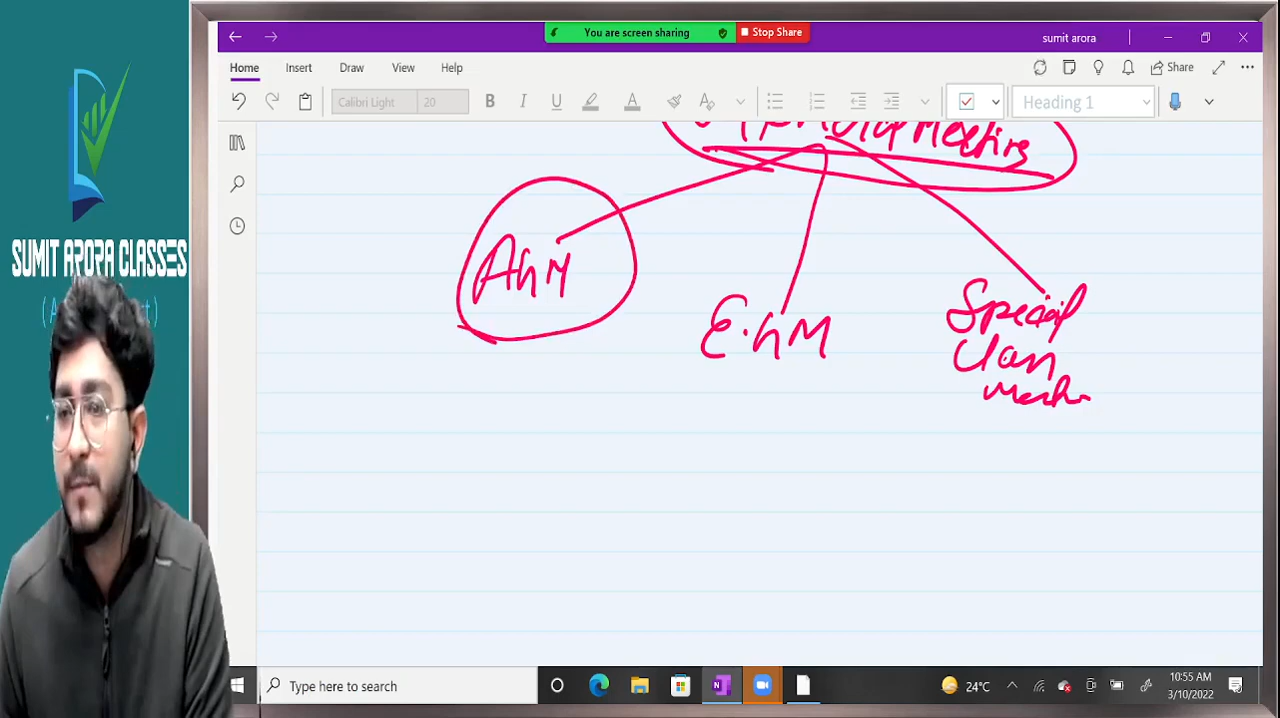 You are screen sharing
Stop Share
sumit arora
Home Insert Draw View Help
Share
Calibri Light 20
B I U A
Heading 1
Meeting
SUMIT ARORA CLASSES
AGM
E.GM
Special
Class
Type here to search
24°C
10:55 AM
3/10/2022